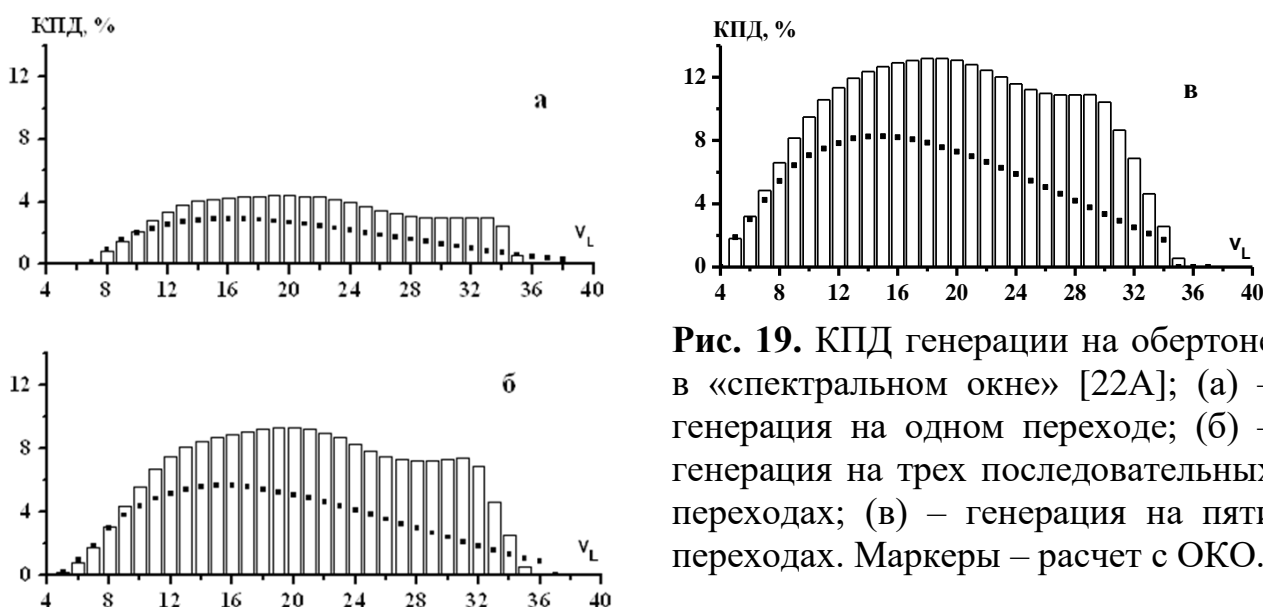 КПД, %
12
8
4
0
а
V_L
4 8 12 16 20 24 28 32 36 40
12
8
4
0
б
V_L
4 8 12 16 20 24 28 32 36 40
КПД, %
12
8
4
0
в
V_L
4 8 12 16 20 24 28 32 36 40
Рис. 19. КПД генерации на обертоне
в «спектральном окне» [22А]; (а) –
генерация на одном переходе; (б) –
генерация на трех последовательных
переходах; (в) – генерация на пяти
переходах. Маркеры – расчет с ОКО.